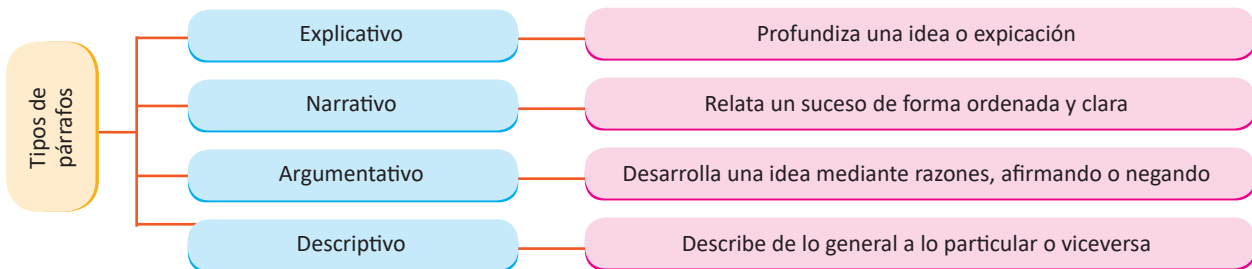 Tipos de
párrafos
Explicativo
Profundiza una idea o expicación
Narrativo
Relata un suceso de forma ordenada y clara
Argumentativo
Desarrolla una idea mediante razones, afirmando o negando
Descriptivo
Describe de lo general a lo particular o viceversa